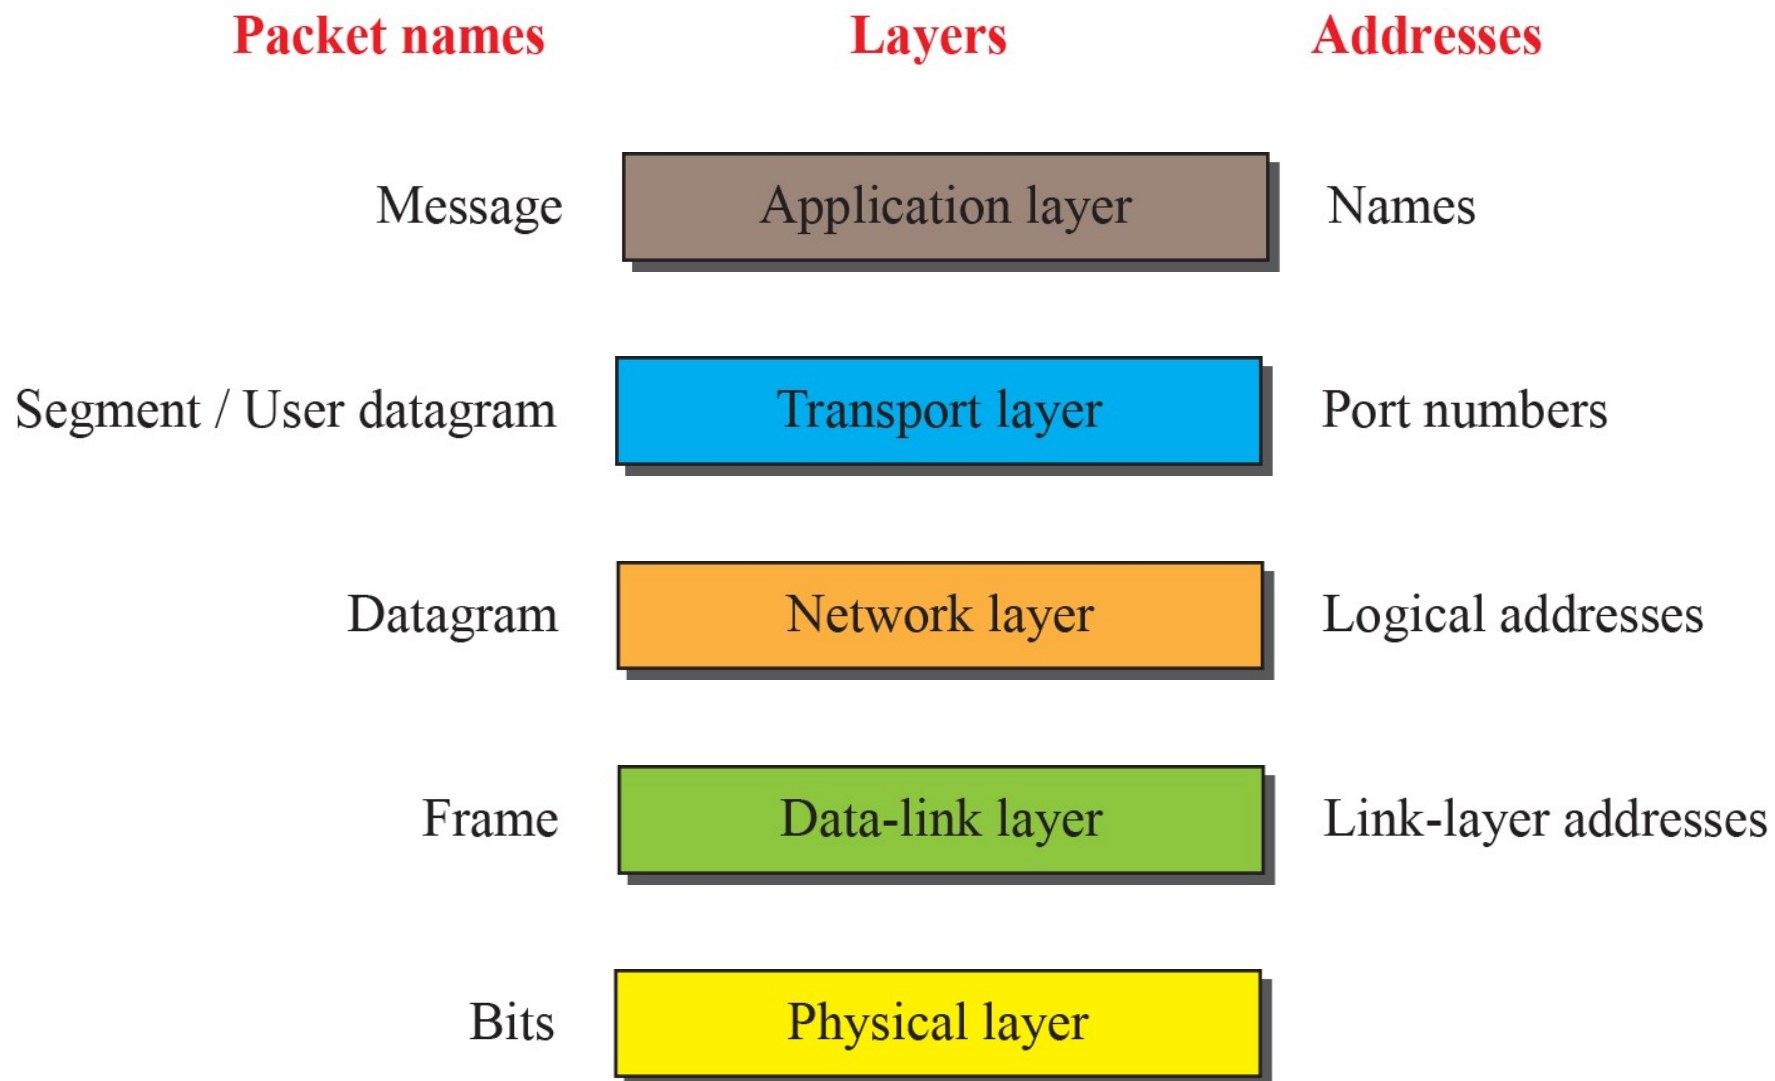 Packet names Layers Addresses
Message Application layer Names
Segment / User datagram Transport layer Port numbers
Datagram Network layer Logical addresses
Frame Data-link layer Link-layer addresses
Bits Physical layer